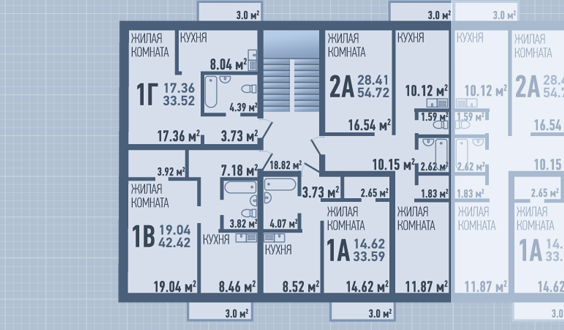 3.0 м²
3.0 м²
3.0 м²
ЖИЛАЯ
КОМНАТА
КУХНЯ
8.04 м²
1Г 17.36
33.52
4.39 м²
17.36 м²
3.73 м²
ЖИЛАЯ
КОМНАТА
КУХНЯ
2А 28.41
54.72
10.12 м²
1.59 м²
16.54 м²
10.15 м²
2.62 м²
1.83 м²
КУХНЯ
ЖИЛАЯ
КОМНАТА
10.12 м²
1.59 м²
2А 28.4
54.7
16.54
10.15
2.62 м²
1.83 м²
3.92 м²
7.18 м²
18.82 м²
ЖИЛАЯ
КОМНАТА
1В 19.04
42.42
3.82 м²
КУХНЯ
19.04 м²
8.46 м²
3.73 м²
2.65 м²
4.07 м²
КУХНЯ
8.52 м²
ЖИЛАЯ
КОМНАТА
1А 14.62
33.59
14.62 м²
ЖИЛАЯ
КОМНАТА
11.87 м²
ЖИЛАЯ
КОМНАТА
11.87 м²
2.65 м²
ЖИЛАЯ
КОМНАТА
1А 14.
33.
14.62
3.0 м²
3.0 м²
3.0